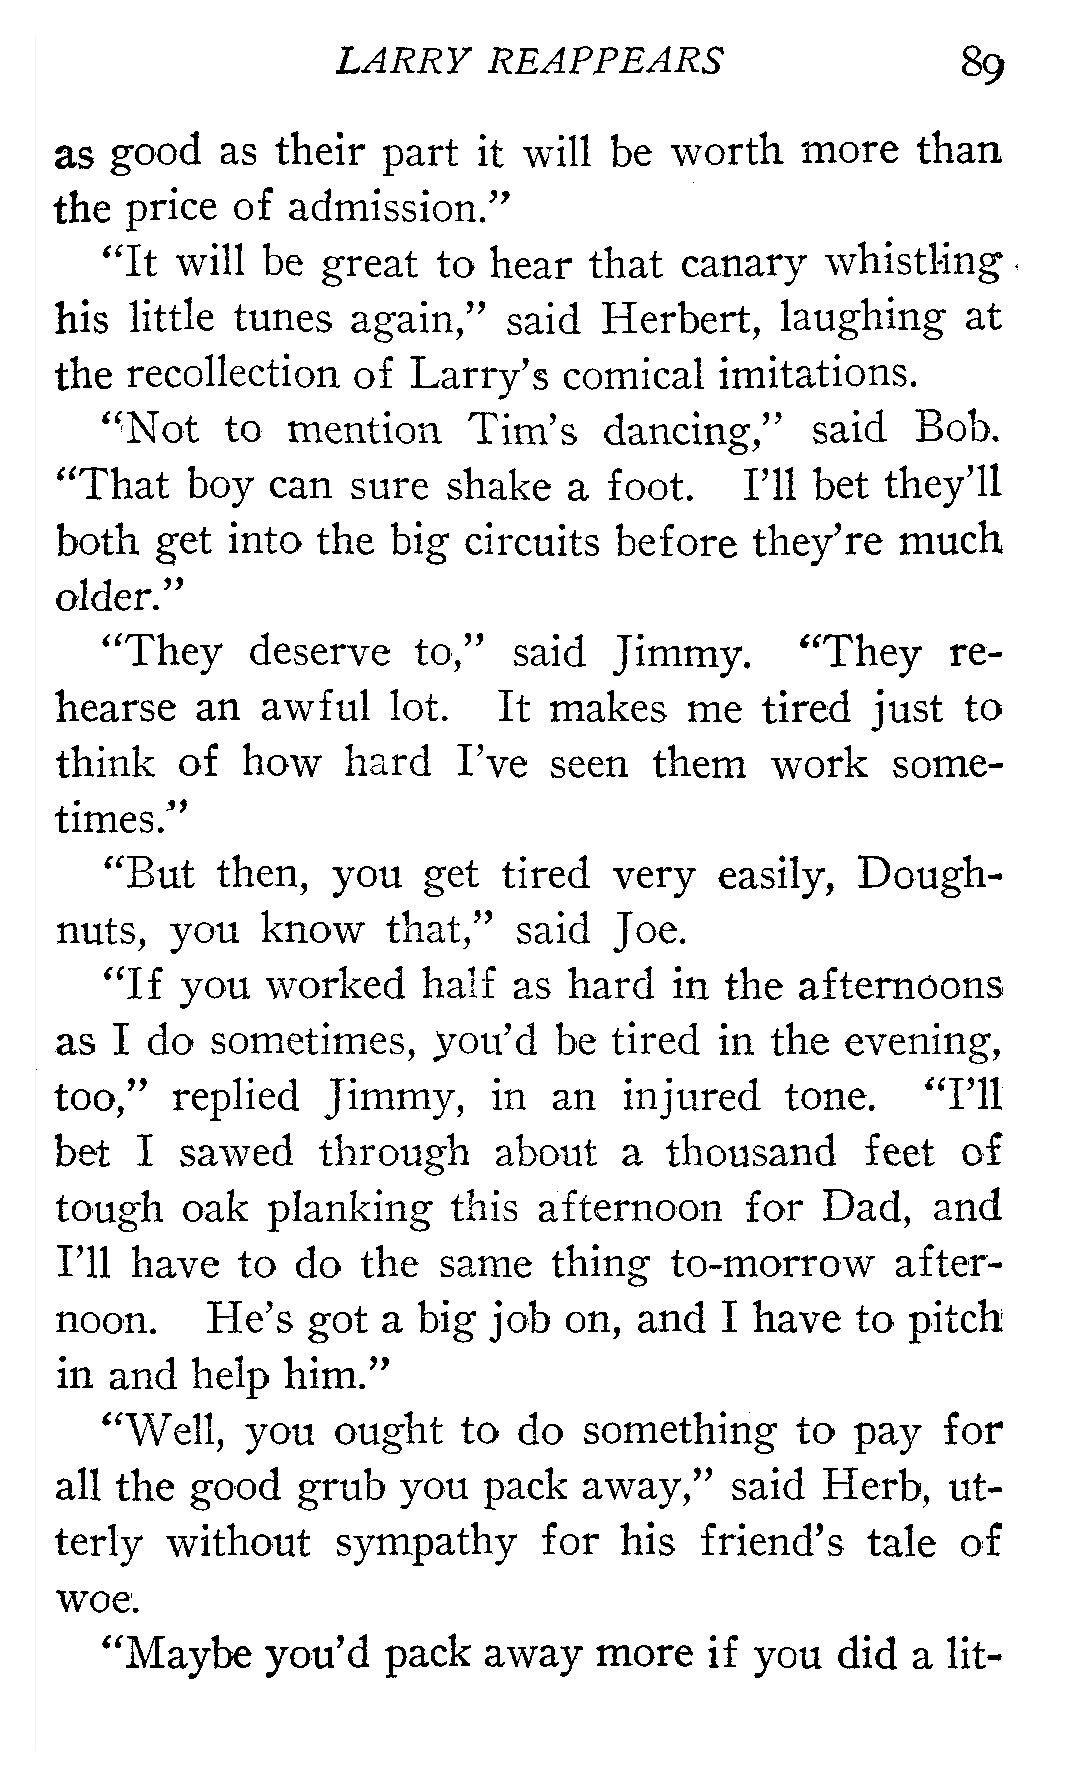 LARRY REAPPEARS 89
as good as their part it will be worth more than
the price of admission.”
“It will be great to hear that canary whistling
his little tunes again,” said Herbert, laughing at
the recollection of Larry’s comical imitations.
“Not to mention Tim’s dancing,” said Bob.
“That boy can sure shake a foot. I’ll bet they’ll
both get into the big circuits before they’re much
older.”
“They deserve to,” said Jimmy. “They re-
hearse an awful lot. It makes me tired just to
think of how hard I’ve seen them work some-
times.”
“But then, you get tired very easily, Dough-
nuts, you know that,” said Joe.
“If you worked half as hard in the afternoons
as I do sometimes, you’d be tired in the evening,
too,” replied Jimmy, in an injured tone. “I’ll
bet I sawed through about a thousand feet of
tough oak planking this afternoon for Dad, and
I’ll have to do the same thing to-morrow after-
noon. He’s got a big job on, and I have to pitch
in and help him.”
“Well, you ought to do something to pay for
all the good grub you pack away,” said Herb, ut-
terly without sympathy for his friend’s tale of
woe.
“Maybe you’d pack away more if you did a lit-